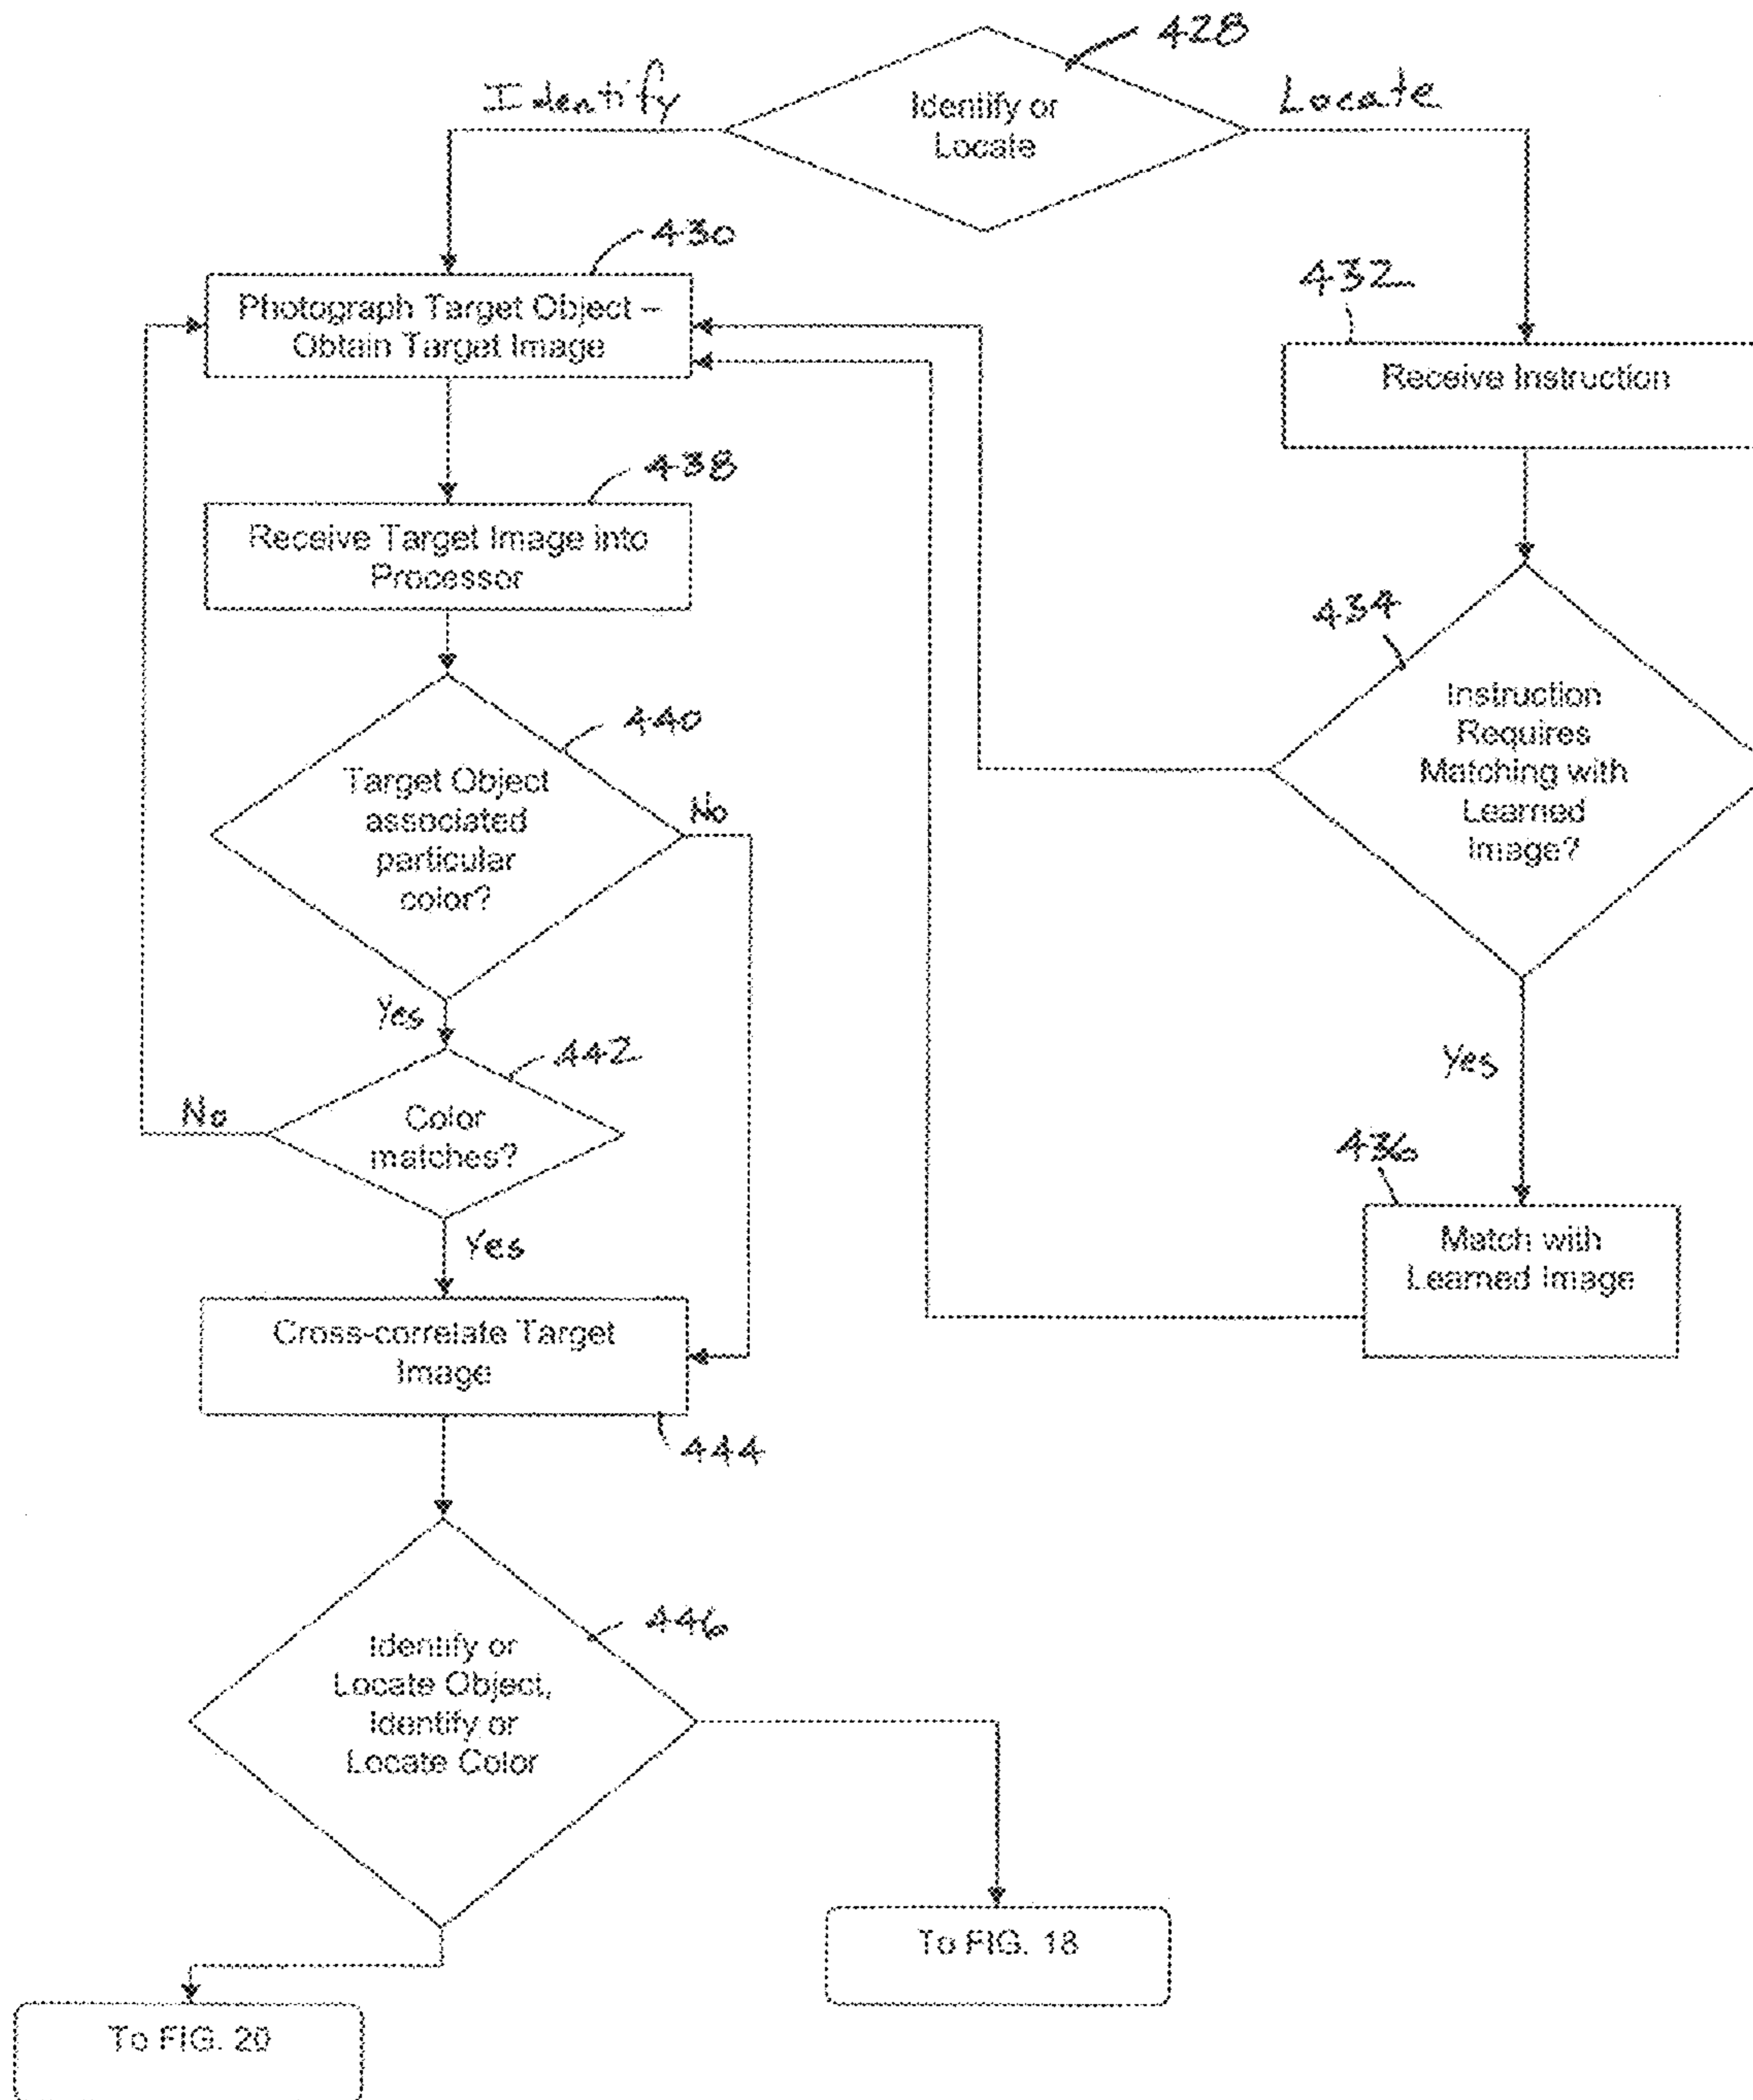 428
Identify
Identify or
Locate
Locate
430
Photograph Target Object –
Obtain Target Image
432
Receive Instruction
438
Receive Target Image into
Processor
434
Instruction
Requires
Matching with
Learned
Image?
440
Target Object
associated
particular
color?
No
Yes
442
Color
matches?
No
Yes
Yes
436
Match with
Learned Image
Cross-correlate Target
Image
444
446
Identify or
Locate Object,
Identify or
Locate Color
To FIG. 18
To FIG. 20